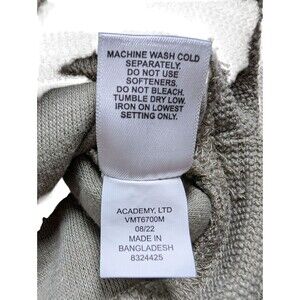 MACHINE WASH COLD
SEPARATELY.
DO NOT USE
SOFTENERS.
DO NOT BLEACH.
TUMBLE DRY LOW.
IRON ON LOWEST
SETTING ONLY.
ACADEMY, LTD
VMT6700M
08/22
MADE IN
BANGLADESH
8324425